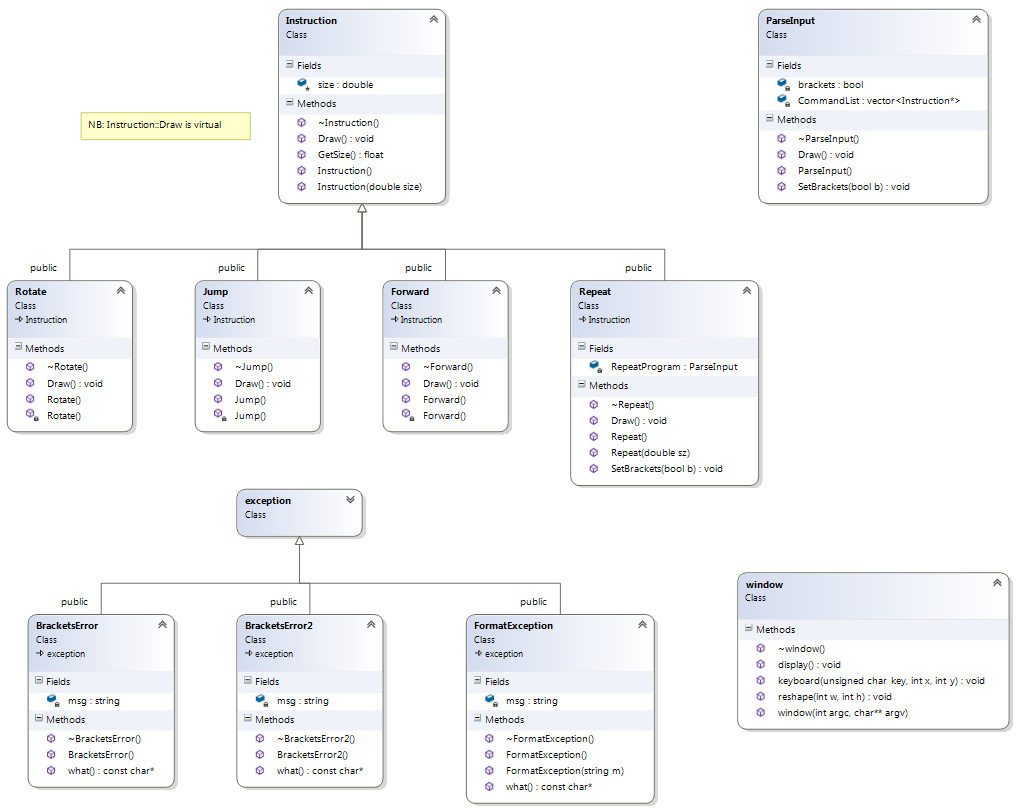 Instruction
Class
Fields
size : double
Methods
~Instruction()
Draw() : void
GetSize() : float
Instruction()
Instruction(double size)
ParseInput
Class
Fields
brackets : bool
CommandList : vector<Instruction*>
Methods
~ParseInput()
Draw() : void
ParseInput()
SetBrackets(bool b) : void
NB: Instruction::Draw is virtual
public
public
public
public
Rotate
Class
Instruction
Methods
~Rotate()
Draw() : void
Rotate()
Rotate()
Jump
Class
Instruction
Methods
~Jump()
Draw() : void
Jump()
Jump()
Forward
Class
Instruction
Methods
~Forward()
Draw() : void
Forward()
Forward()
Repeat
Class
Instruction
Fields
RepeatProgram : ParseInput
Methods
~Repeat()
Draw() : void
Repeat()
Repeat(double sz)
SetBrackets(bool b) : void
exception
Class
public
public
public
BracketsError
Class
exception
Fields
msg : string
Methods
~BracketsError()
BracketsError()
what() : const char*
BracketsError2
Class
exception
Fields
msg : string
Methods
~BracketsError2()
BracketsError2()
what() : const char*
FormatException
Class
exception
Fields
msg : string
Methods
~FormatException()
FormatException()
FormatException(string m)
what() : const char*
window
Class
Methods
~window()
display() : void
keyboard(unsigned char key, int x, int y) : void
reshape(int w, int h) : void
window(int argc, char** argv)